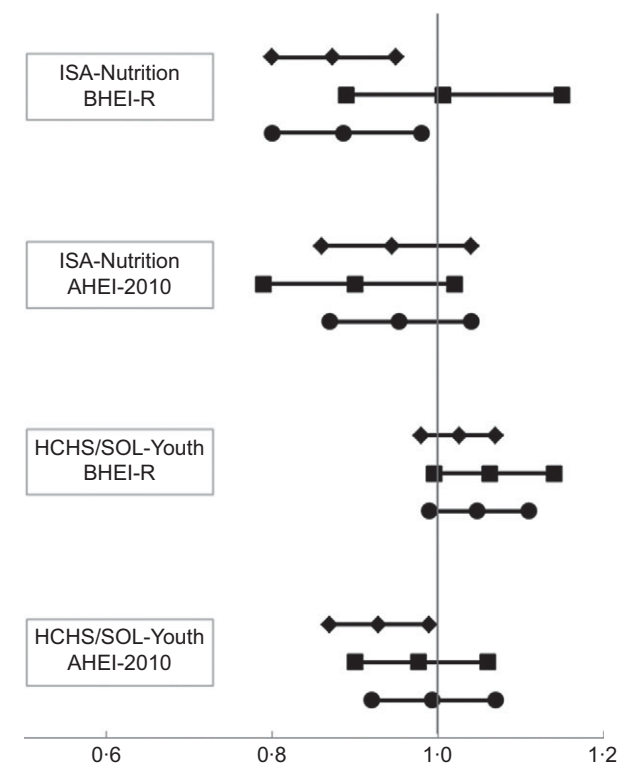 ISA-Nutrition
BHEI-R
ISA-Nutrition
AHEI-2010
HCHS/SOL-Youth
BHEI-R
HCHS/SOL-Youth
AHEI-2010
0·6 0·8 1·0 1·2